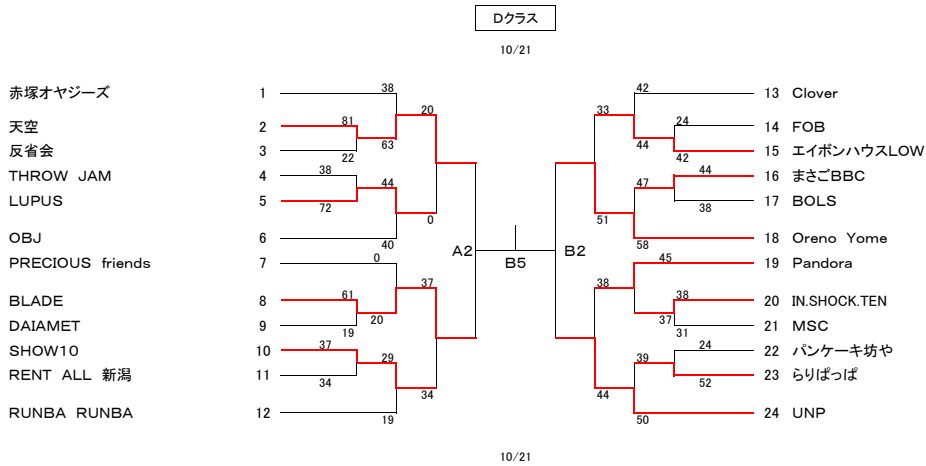 Dクラス
10/21
赤塚オヤジーズ 1 38
天空 2 81
反省会 3 22
63
20
THROW JAM 4 38
LUPUS 5 72
44
OBJ 6 40
0
PRECIOUS friends 7 0
BLADE 8 61
DAIAMET 9 19
20
37
SHOW10 10 37
RENT ALL 新潟 11 34
29
RUNBA RUNBA 12 19
34
A2
B5
B2
42 13 Clover
24 14 FOB
42 15 エイボンハウスLOW
44
33
44 16 まさごBBC
38 17 BOLS
47
58 18 Oreno Yome
51
45 19 Pandora
38 20 IN.SHOCK.TEN
31 21 MSC
37
38
24 22 パンケーキ坊や
52 23 らりぱっぱ
39
50 24 UNP
44
10/21